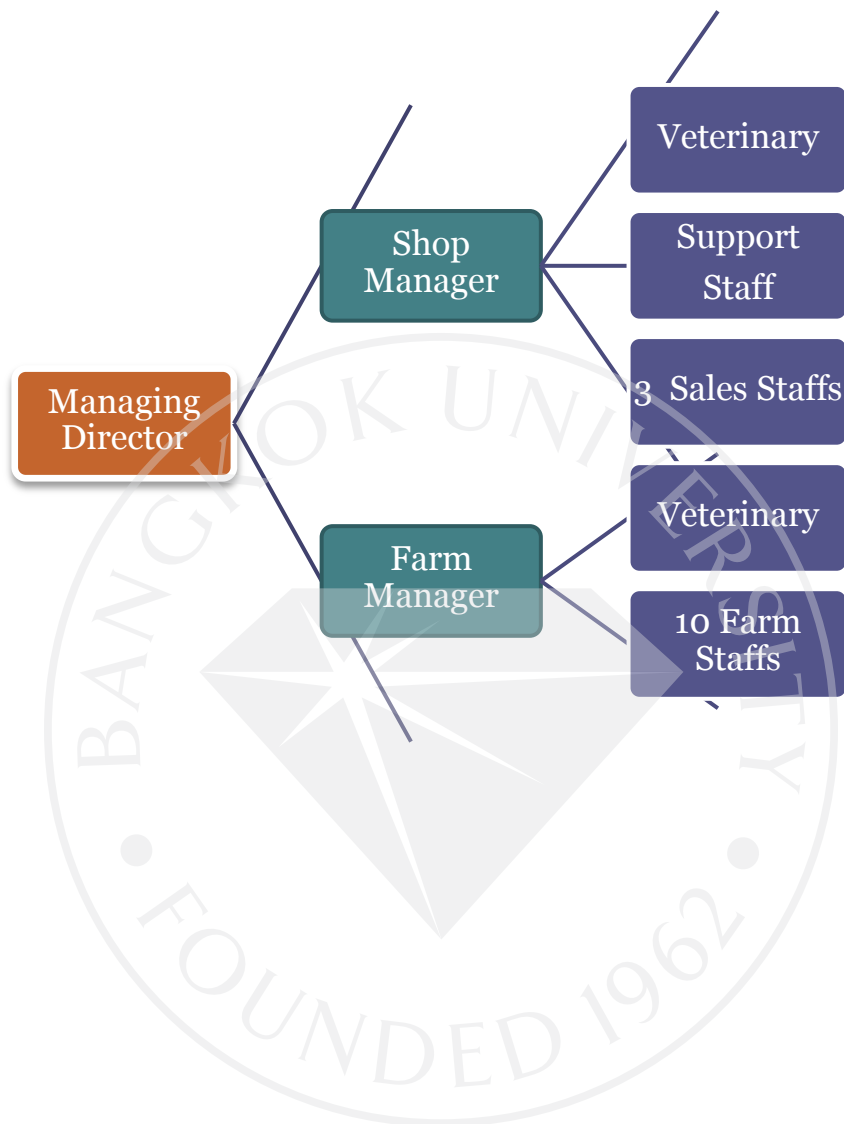 Veterinary
Shop
Manager
Support
Staff
Managing
Director
3 Sales Staffs
Farm
Manager
Veterinary
10 Farm
Staffs
BANGKOK UNIVERSITY
FOUNDED 1962